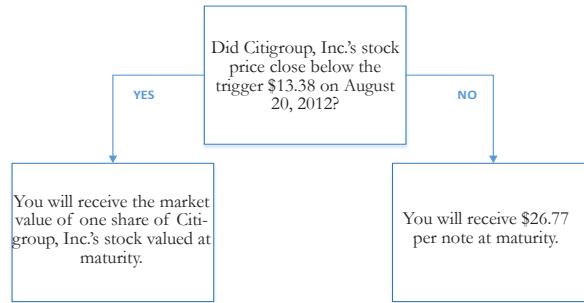 Did Citigroup, Inc.'s stock
price close below the
trigger $13.38 on August
20, 2012?
YES
NO
You will receive the market
value of one share of Citi-
group, Inc.'s stock valued at
maturity.
You will receive $26.77
per note at maturity.